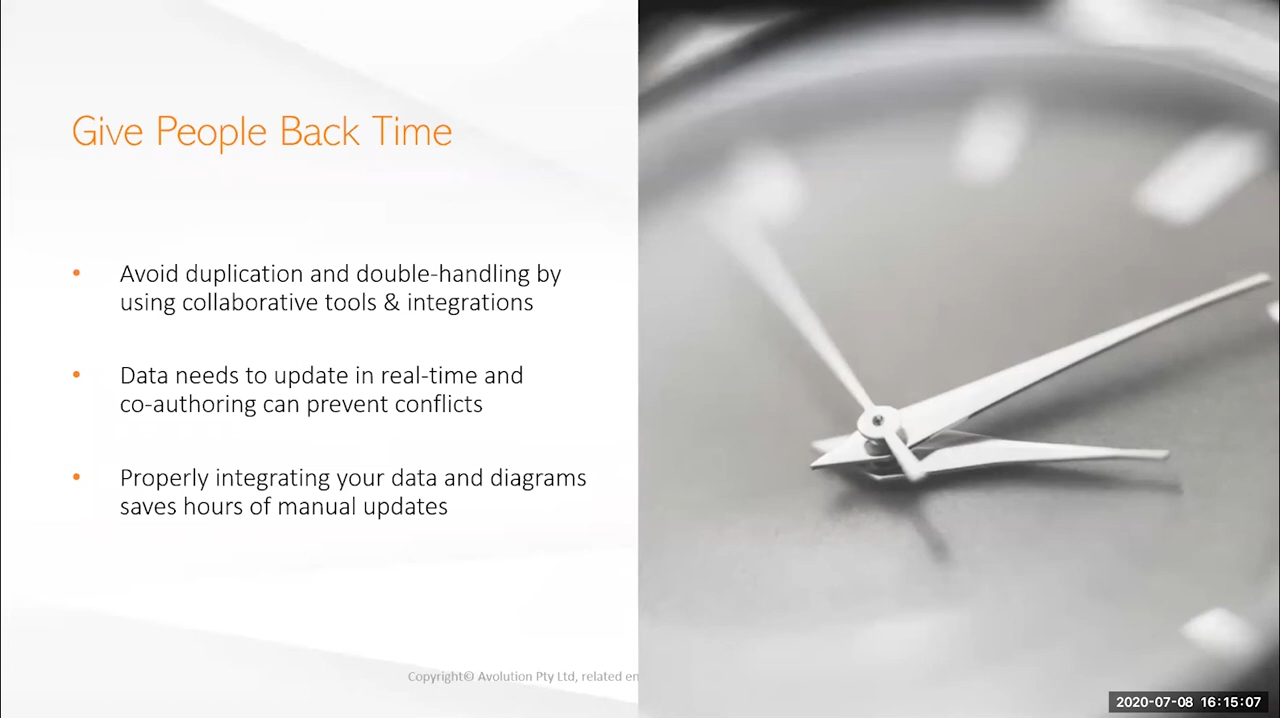 Give People Back Time
• Avoid duplication and double-handling by
using collaborative tools & integrations
• Data needs to update in real-time and
co-authoring can prevent conflicts
• Properly integrating your data and diagrams
saves hours of manual updates
Copyright© Avolution Pty Ltd, related en
2020-07-08 16:15:07